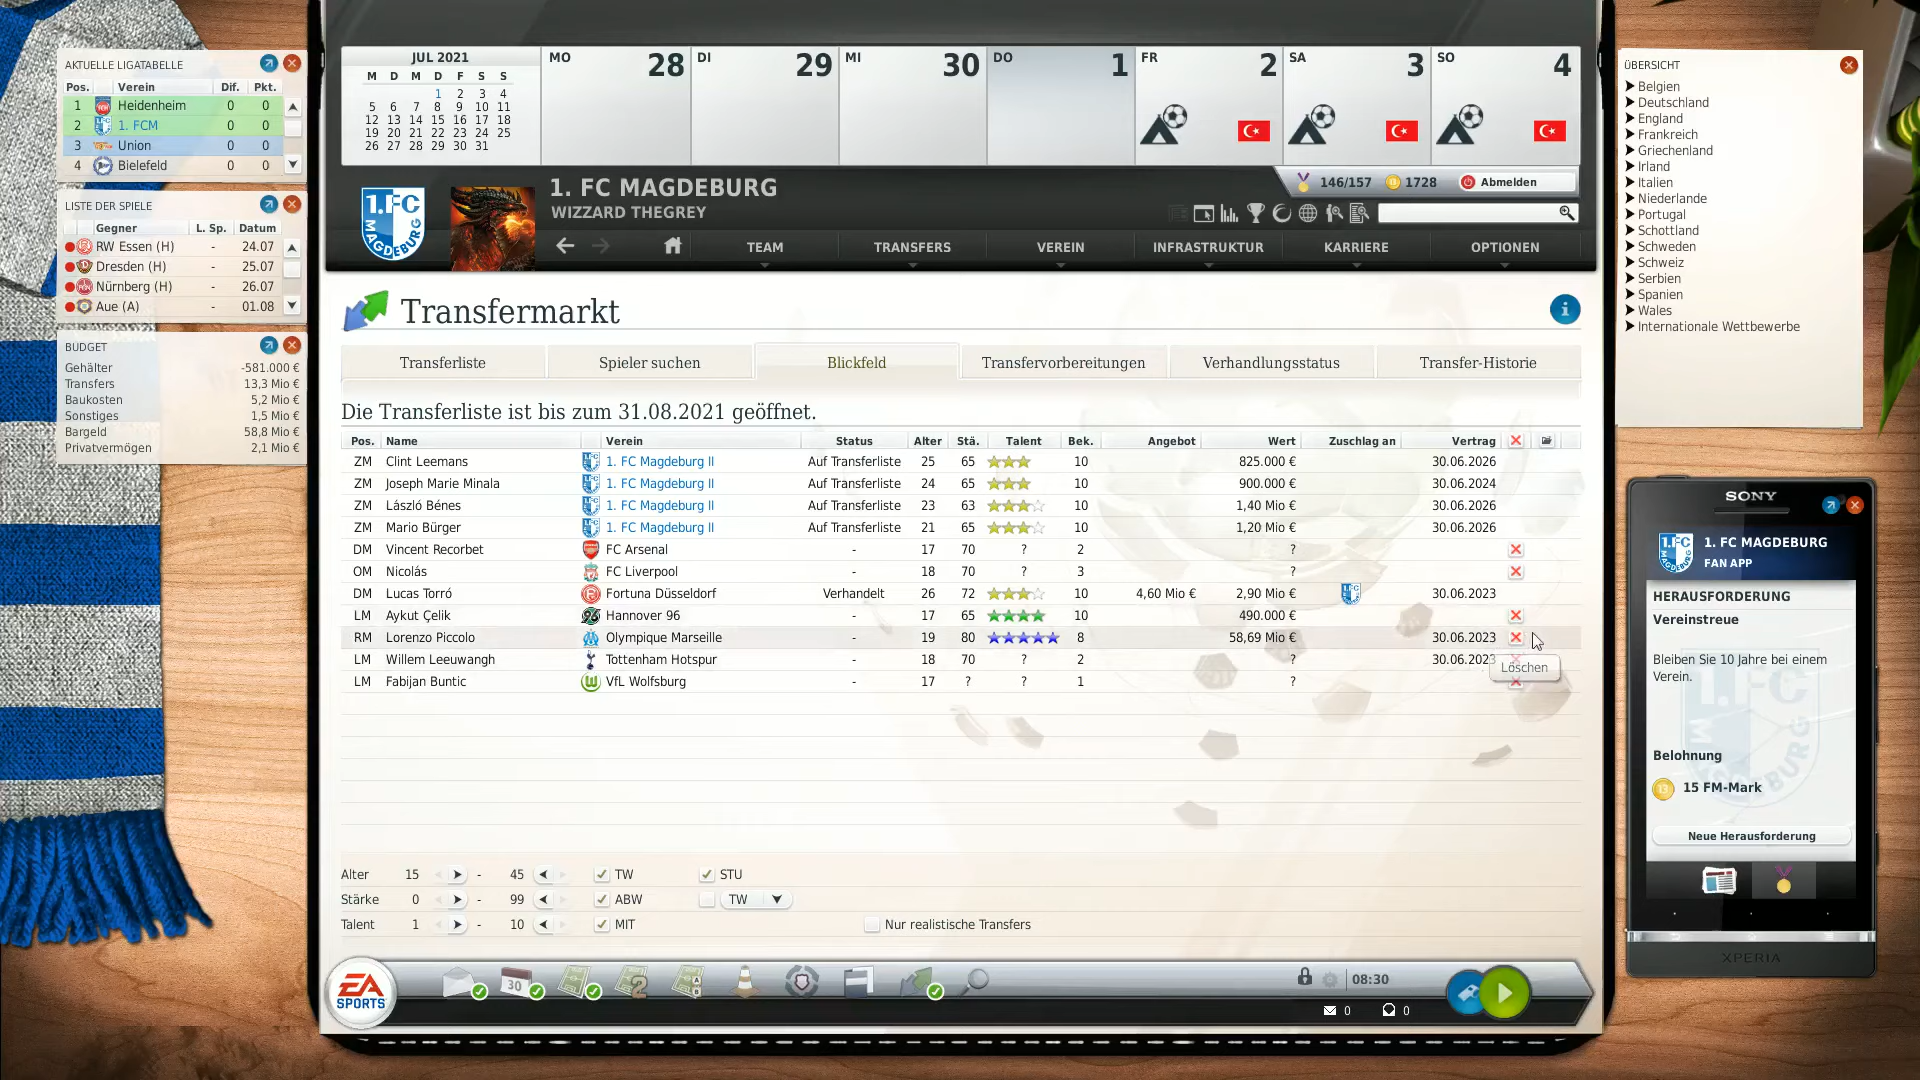 AKTUELLE LIGATABELLE
Pos. Verein Dif. Pkt.
1 Heidenheim 0 0
2 1. FCM 0 0
3 Union 0 0
4 Bielefeld 0 0
LISTE DER SPIELE
Gegner L. Sp. Datum
RW Essen (H) - 24.07
Dresden (H) - 25.07
Nürnberg (H) - 26.07
Aue (A) - 01.08
BUDGET
Gehälter -581.000 €
Transfers 13,3 Mio €
Baukosten 5,2 Mio €
Sonstiges 1,5 Mio €
Bargeld 58,8 Mio €
Privatvermögen 2,1 Mio €
JUL 2021
M D M D F S S
1 2 3 4
5 6 7 8 9 10 11
12 13 14 15 16 17 18
19 20 21 22 23 24 25
26 27 28 29 30 31
MO 28
DI 29
MI 30
DO 1
FR 2
SA 3
SO 4
146/157 1728 Abmelden
1. FC MAGDEBURG
WIZZARD THEGREY
TEAM TRANSFERS VEREIN INFRASTRUKTUR KARRIERE OPTIONEN
Transfermarkt
Transferliste Spieler suchen Blickfeld Transfervorbereitungen Verhandlungsstatus Transfer-Historie
Die Transferliste ist bis zum 31.08.2021 geöffnet.
Pos. Name Verein Status Alter Stä. Talent Bek. Angebot Wert Zuschlag an Vertrag
ZM Clint Leemans 1. FC Magdeburg II Auf Transferliste 25 65 10 825.000 € 30.06.2026
ZM Joseph Marie Minala 1. FC Magdeburg II Auf Transferliste 24 65 10 900.000 € 30.06.2024
ZM László Bénes 1. FC Magdeburg II Auf Transferliste 23 63 10 1,40 Mio € 30.06.2026
ZM Mario Bürger 1. FC Magdeburg II Auf Transferliste 21 65 10 1,20 Mio € 30.06.2026
DM Vincent Recorbet FC Arsenal - 17 70 ? 2 ?
OM Nicolás FC Liverpool - 18 70 ? 3 ?
DM Lucas Torró Fortuna Düsseldorf Verhandelt 26 72 10 4,60 Mio € 2,90 Mio € 30.06.2023
LM Aykut Çelik Hannover 96 - 17 65 10 490.000 €
RM Lorenzo Piccolo Olympique Marseille - 19 80 8 58,69 Mio € 30.06.2023
LM Willem Leeuwangh Tottenham Hotspur - 18 70 ? 2 ? 30.06.2023
LM Fabijan Buntic VfL Wolfsburg - 17 ? ? 1 ?
Löschen
Alter 15 - 45 TW STU
Stärke 0 - 99 ABW TW
Talent 1 - 10 MIT Nur realistische Transfers
EA SPORTS
08:30
0 0
ÜBERSICHT
Belgien
Deutschland
England
Frankreich
Griechenland
Irland
Italien
Niederlande
Portugal
Schottland
Schweden
Schweiz
Serbien
Spanien
Wales
Internationale Wettbewerbe
SONY
1. FC MAGDEBURG
FAN APP
HERAUSFORDERUNG
Vereinstreue
Bleiben Sie 10 Jahre bei einem
Verein.
Belohnung
15 FM-Mark
Neue Herausforderung
XPERIA